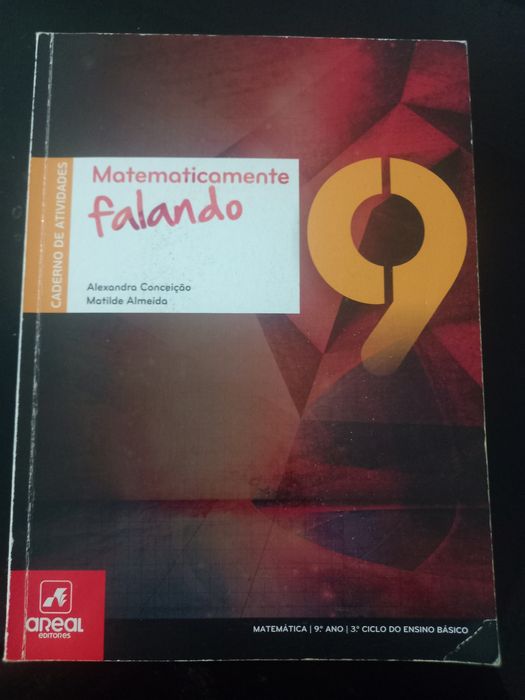 CADERNO DE ATIVIDADES
Matematicamente
falando
9
Alexandra Conceição
Matilde Almeida
AREAL
EDITORES
MATEMÁTICA | 9.º ANO | 3.º CICLO DO ENSINO BÁSICO